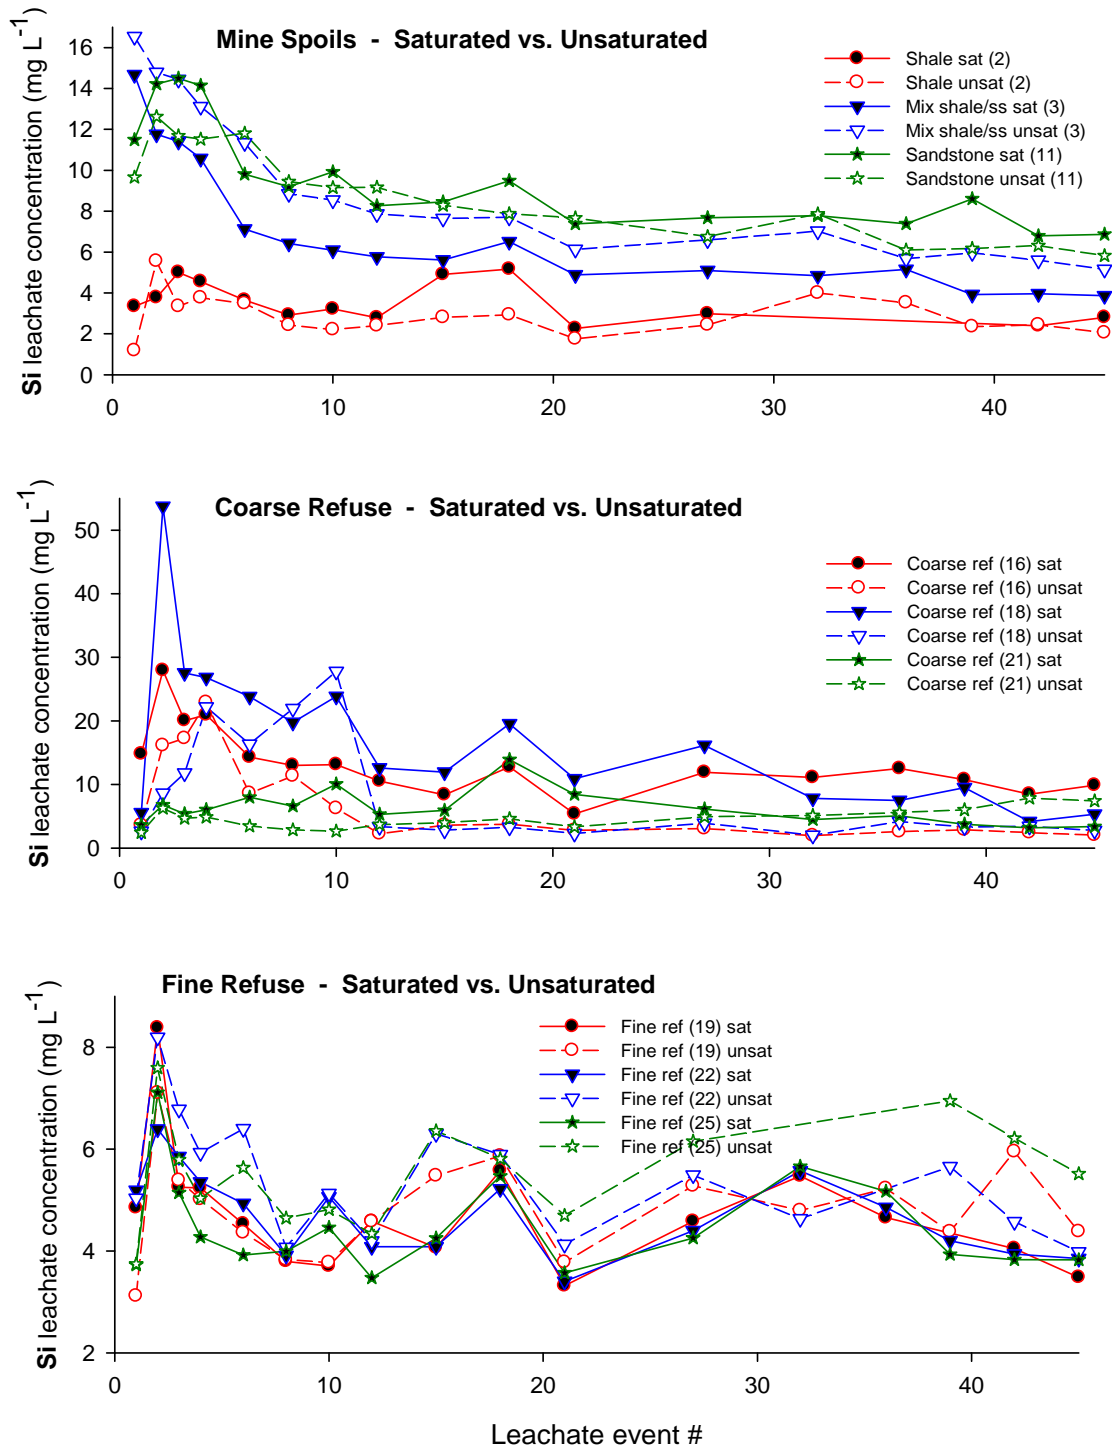 Mine Spoils - Saturated vs. Unsaturated
Si leachate concentration (mg L-1)
16
14
12
10
8
6
4
2
0
0 10 20 30 40
Shale sat (2)
Shale unsat (2)
Mix shale/ss sat (3)
Mix shale/ss unsat (3)
Sandstone sat (11)
Sandstone unsat (11)
Coarse Refuse - Saturated vs. Unsaturated
Si leachate concentration (mg L-1)
50
40
30
20
10
0
0 10 20 30 40
Coarse ref (16) sat
Coarse ref (16) unsat
Coarse ref (18) sat
Coarse ref (18) unsat
Coarse ref (21) sat
Coarse ref (21) unsat
Fine Refuse - Saturated vs. Unsaturated
Si leachate concentration (mg L-1)
8
6
4
2
0 10 20 30 40
Fine ref (19) sat
Fine ref (19) unsat
Fine ref (22) sat
Fine ref (22) unsat
Fine ref (25) sat
Fine ref (25) unsat
Leachate event #